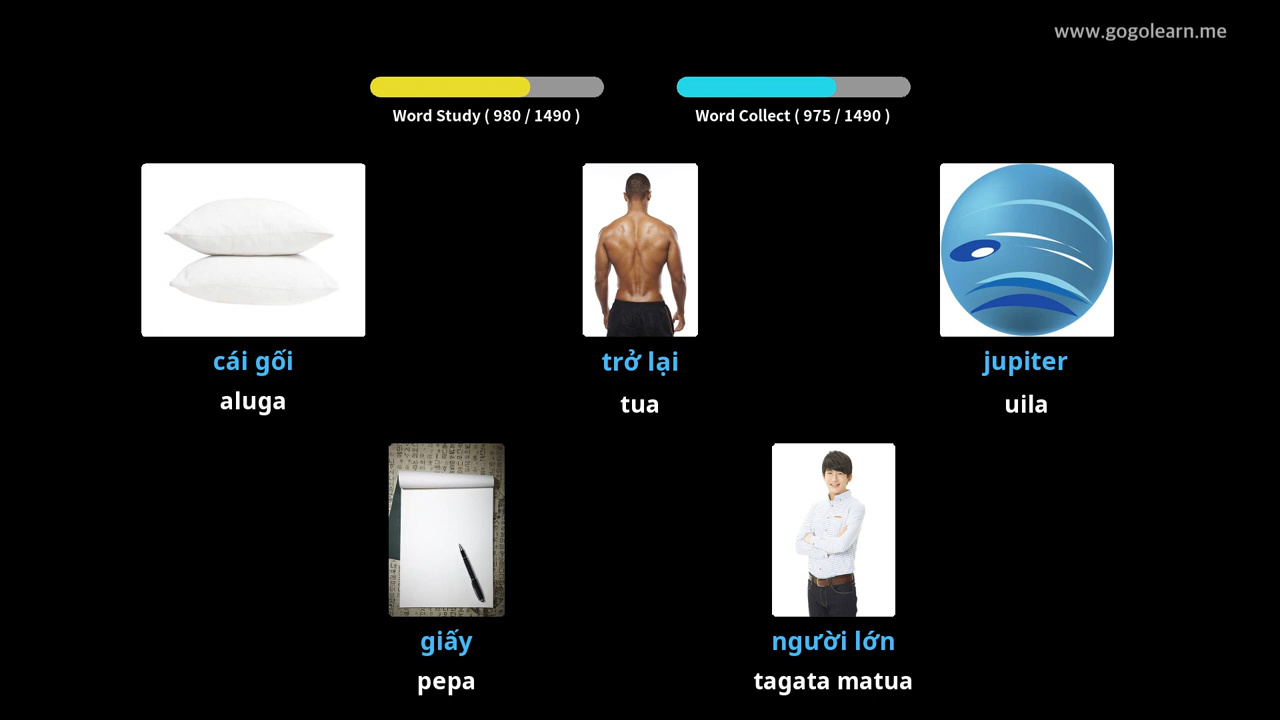 www.gogolearn.me
Word Study ( 980 / 1490 )
Word Collect ( 975 / 1490 )
cái gối
aluga
trở lại
tua
jupiter
uila
giấy
pepa
người lớn
tagata matua